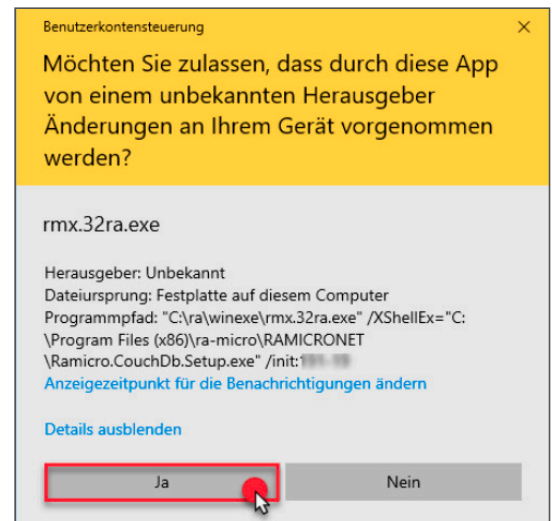 Benutzerkontensteuerung
Möchten Sie zulassen, dass durch diese App
von einem unbekannten Herausgeber
Änderungen an Ihrem Gerät vorgenommen
werden?
rmx.32ra.exe
Herausgeber: Unbekannt
Dateiursprung: Festplatte auf diesem Computer
Programmpfad: "C:\ra\winexe\rmx.32ra.exe" /XShellEx="C:
\Program Files (x86)\ra-micro\RAMICRONET
\Ramicro.CouchDb.Setup.exe" /init:
Anzeigezeitpunkt für die Benachrichtigungen ändern
Details ausblenden
Ja
Nein